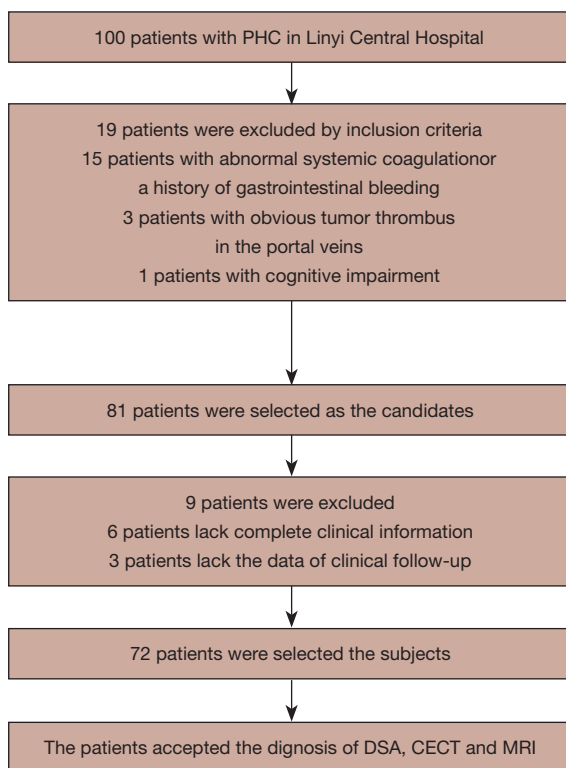 100 patients with PHC in Linyi Central Hospital
19 patients were excluded by inclusion criteria
15 patients with abnormal systemic coagulationor
a history of gastrointestinal bleeding
3 patients with obvious tumor thrombus
in the portal veins
1 patients with cognitive impairment
81 patients were selected as the candidates
9 patients were excluded
6 patients lack complete clinical information
3 patients lack the data of clinical follow-up
72 patients were selected the subjects
The patients accepted the dignosis of DSA, CECT and MRI